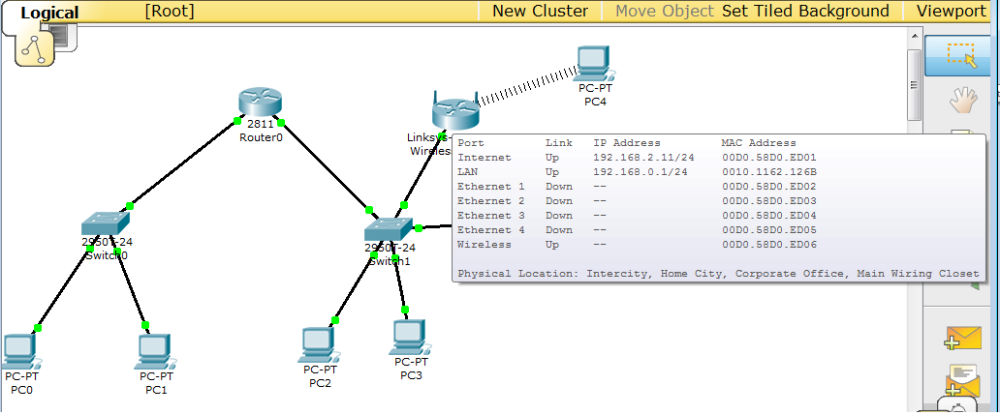 Logical [Root] New Cluster Move Object Set Tiled Background Viewport
PC-PT
PC4
2811
Router0
Linksys-
Wireless
Port Link IP Address MAC Address
Internet Up 192.168.2.11/24 00D0.58D0.ED01
LAN Up 192.168.0.1/24 0010.1162.126B
Ethernet 1 Down -- 00D0.58D0.ED02
Ethernet 2 Down -- 00D0.58D0.ED03
Ethernet 3 Down -- 00D0.58D0.ED04
Ethernet 4 Down -- 00D0.58D0.ED05
Wireless Up -- 00D0.58D0.ED06
Physical Location: Intercity, Home City, Corporate Office, Main Wiring Closet
2950T-24
Switch0
2950T-24
Switch1
PC-PT
PC0
PC-PT
PC1
PC-PT
PC2
PC-PT
PC3